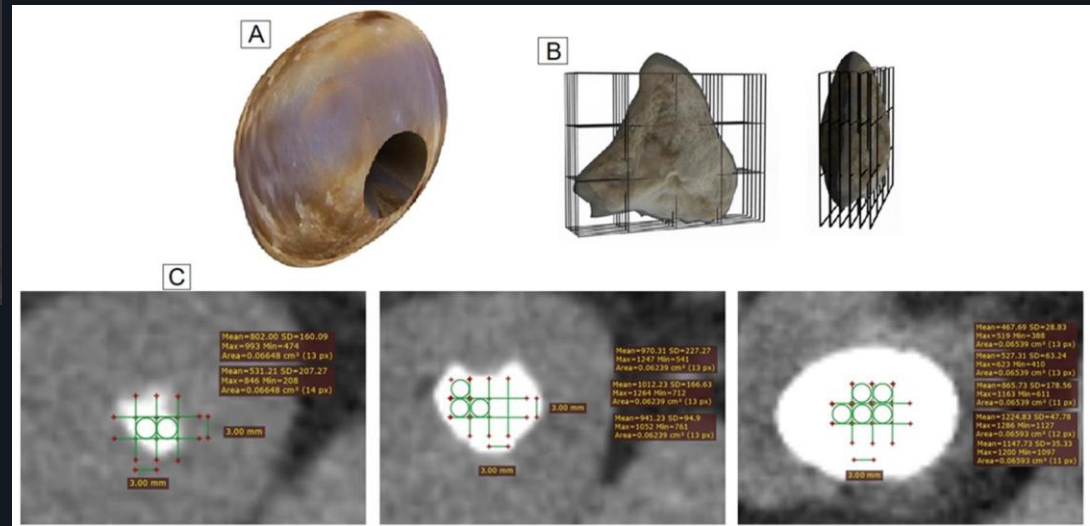 A
B
C
Mean=802.00 SD=160.09
Max=993 Min=474
Area=0.06648 cm² (13 px)
Mean=531.21 SD=207.27
Max=846 Min=208
Area=0.06648 cm² (14 px)
3.00 mm
3.00 mm
Mean=970.31 SD=227.27
Max=1247 Min=541
Area=0.06239 cm² (13 px)
Mean=1012.23 SD=166.63
Max=1264 Min=712
Area=0.06239 cm² (13 px)
Mean=941.23 SD=94.9
Max=1052 Min=761
Area=0.06239 cm² (13 px)
3.00 mm
3.00 mm
Mean=467.69 SD=28.83
Max=519 Min=388
Area=0.06539 cm² (13 px)
Mean=527.31 SD=63.24
Max=623 Min=410
Area=0.06539 cm² (13 px)
Mean=865.73 SD=178.56
Max=1163 Min=611
Area=0.06539 cm² (11 px)
Mean=1224.83 SD=47.78
Max=1286 Min=1127
Area=0.06593 cm² (12 px)
Mean=1147.73 SD=35.33
Max=1200 Min=1097
Area=0.06593 cm² (11 px)
3.00 mm